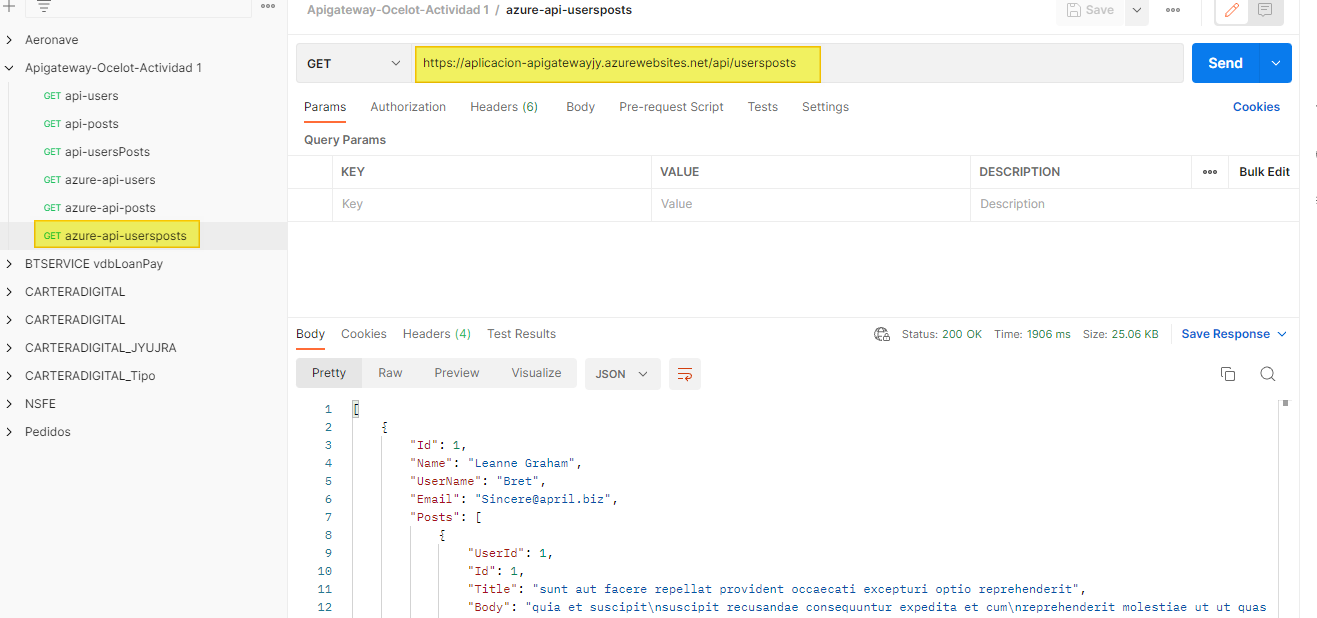 Apigateway-Ocelot-Actividad 1 / azure-api-usersposts
Save
Aeronave
Apigateway-Ocelot-Actividad 1
GET api-users
GET api-posts
GET api-usersPosts
GET azure-api-users
GET azure-api-posts
GET azure-api-usersposts
BTSERVICE vdbLoanPay
CARTERADIGITAL
CARTERADIGITAL
CARTERADIGITAL_JYUJRA
CARTERADIGITAL_Tipo
NSFE
Pedidos
GET
https://aplicacion-apigatewayjy.azurewebsites.net/api/usersposts
Send
Params Authorization Headers (6) Body Pre-request Script Tests Settings Cookies
Query Params
KEY VALUE DESCRIPTION Bulk Edit
Key Value Description
Body Cookies Headers (4) Test Results Status: 200 OK Time: 1906 ms Size: 25.06 KB Save Response
Pretty Raw Preview Visualize JSON
1 [
2 {
3 "Id": 1,
4 "Name": "Leanne Graham",
5 "UserName": "Bret",
6 "Email": "Sincere@april.biz",
7 "Posts": [
8 {
9 "UserId": 1,
10 "Id": 1,
11 "Title": "sunt aut facere repellat provident occaecati excepturi optio reprehenderit",
12 "Body": "quia et suscipit\nsuscipit recusandae consequuntur expedita et cum\nreprehenderit molestiae ut ut quas